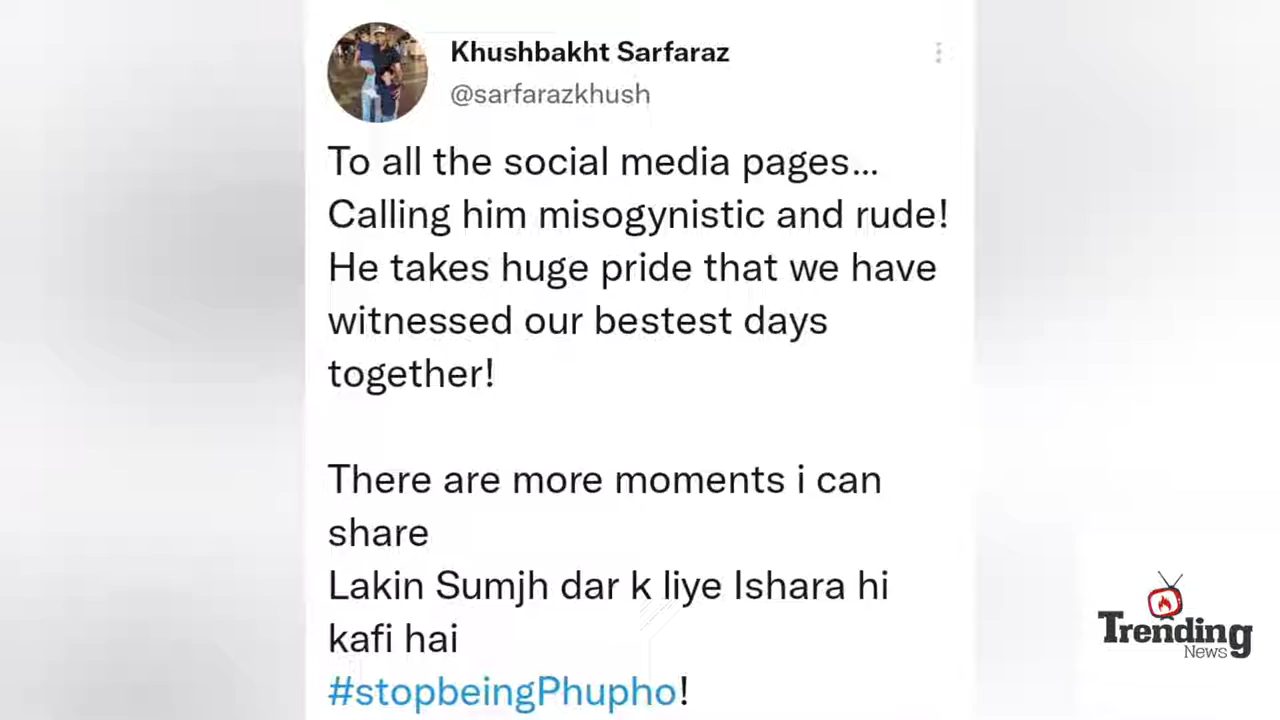 Khushbakht Sarfaraz
@sarfarazkhush
To all the social media pages...
Calling him misogynistic and rude!
He takes huge pride that we have
witnessed our bestest days
together!
There are more moments i can
share
Lakin Sumjh dar k liye Ishara hi
kafi hai
#stopbeingPhupho!
Trending
News